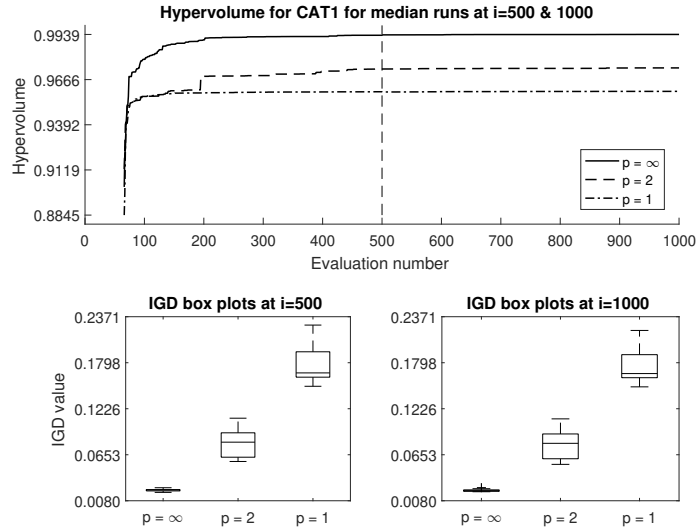 Hypervolume for CAT1 for median runs at i=500 & 1000
Hypervolume
0.9939
0.9666
0.9392
0.9119
0.8845
p = ∞
p = 2
p = 1
0 100 200 300 400 500 600 700 800 900 1000
Evaluation number
IGD box plots at i=500
IGD value
0.2371
0.1798
0.1226
0.0653
0.0080
p = ∞ p = 2 p = 1
IGD box plots at i=1000
0.2371
0.1798
0.1226
0.0653
0.0080
p = ∞ p = 2 p = 1